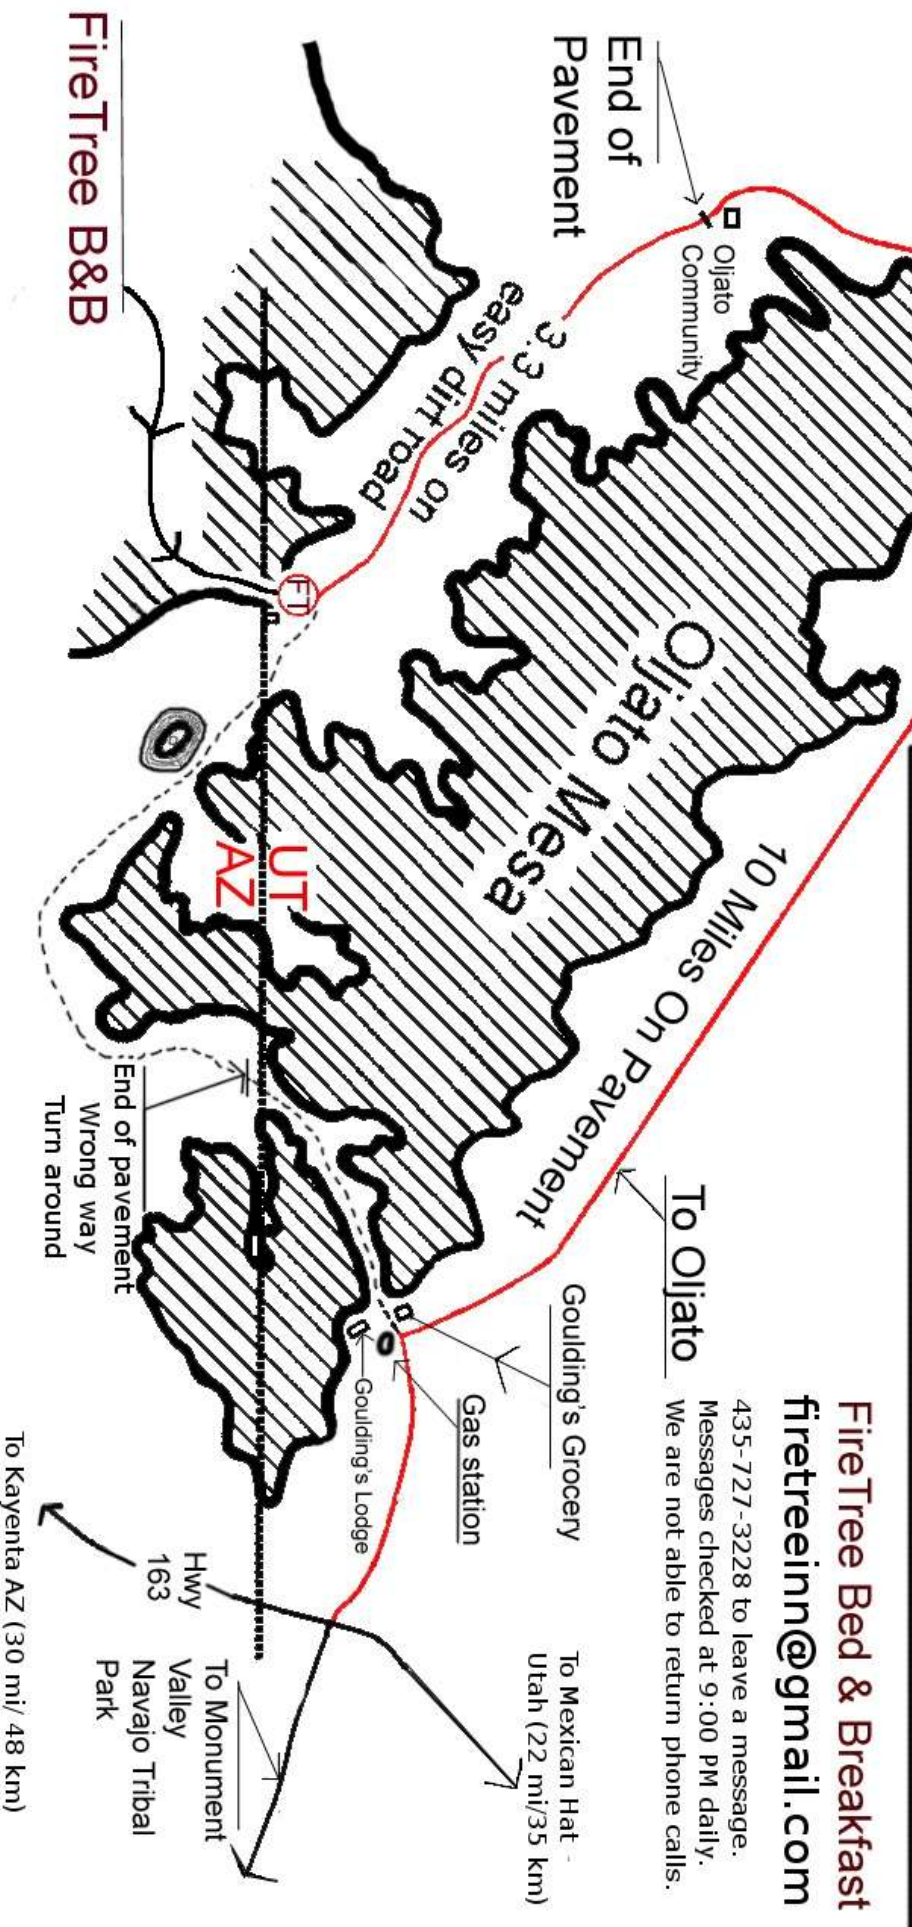 FireTree Bed & Breakfast
firetreeinn@gmail.com
435-727-3228 to leave a message.
Messages checked at 9:00 PM daily.
We are not able to return phone calls.
End of
Pavement
Oljato
Community
3.3 miles on
easy dirt road
Oljato Mesa
10 Miles On Pavement
To Oljato
Goulding's Grocery
Gas station
Goulding's Lodge
To Mexican Hat -
Utah (22 mi/35 km)
FT
UT
AZ
FireTree B&B
End of pavement
Wrong way
Turn around
Hwy
163
To Monument
Valley
Navajo Tribal
Park
To Kayenta AZ (30 mi/ 48 km)